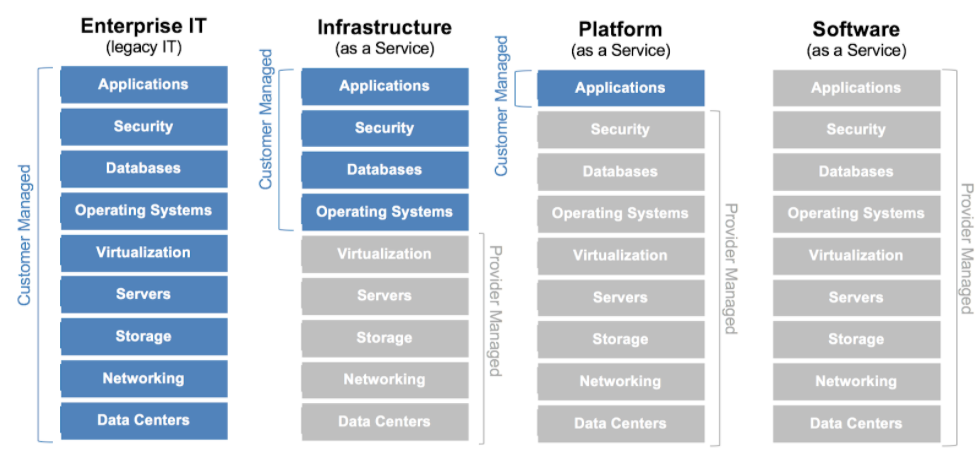 Enterprise IT
(legacy IT)
Customer Managed
Applications
Security
Databases
Operating Systems
Virtualization
Servers
Storage
Networking
Data Centers
Infrastructure
(as a Service)
Customer Managed
Applications
Security
Databases
Operating Systems
Virtualization
Servers
Storage
Networking
Data Centers
Provider Managed
Platform
(as a Service)
Customer Managed
Applications
Security
Databases
Operating Systems
Virtualization
Servers
Storage
Networking
Data Centers
Provider Managed
Software
(as a Service)
Applications
Security
Databases
Operating Systems
Virtualization
Servers
Storage
Networking
Data Centers
Provider Managed